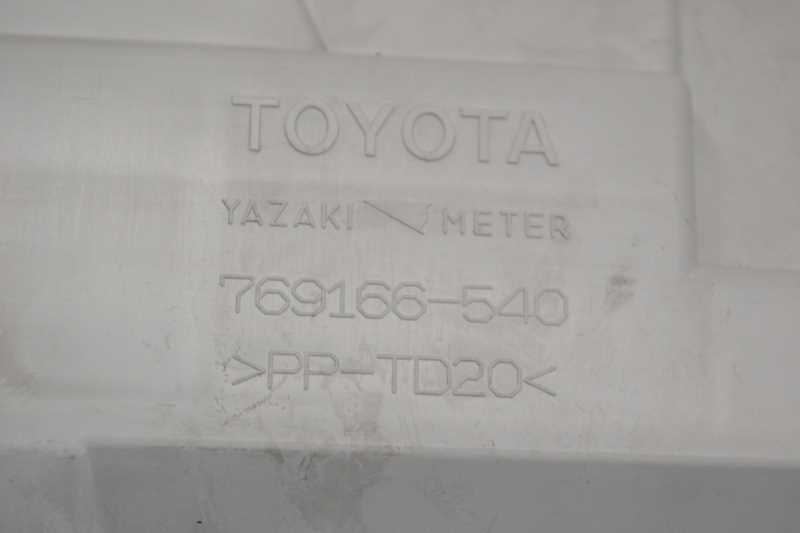 TOYOTA
YAZAKI METER
769166-540
>PP-TD20<